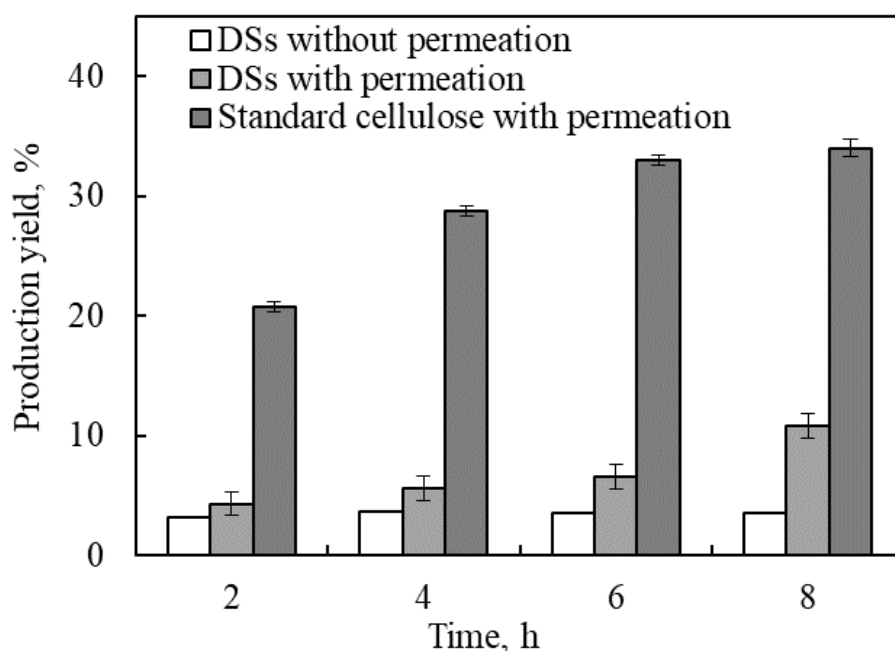 DSs without permeation
DSs with permeation
Standard cellulose with permeation
Production yield, %
40
30
20
10
0
2 4 6 8
Time, h